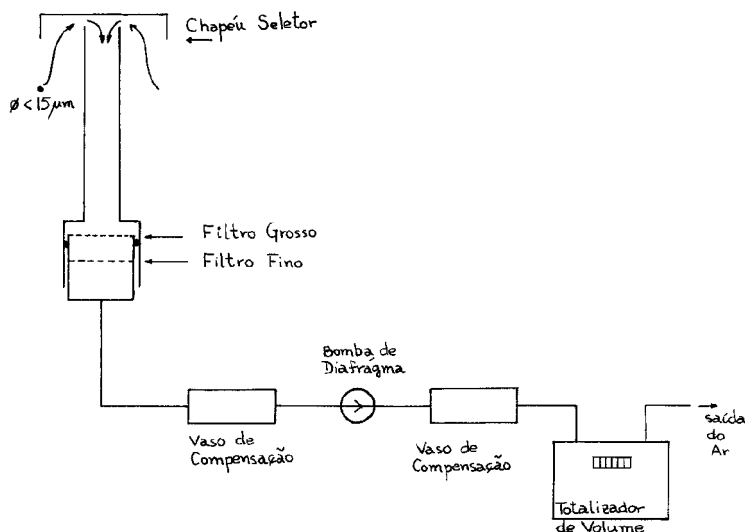 Chapéu Seletor
ø < 15 µm
Filtro Grosso
Filtro Fino
Bomba de
Diafrágma
Vaso de
Compensação
Vaso de
Compensação
saída
do
Ar
Totalizador
de Volume